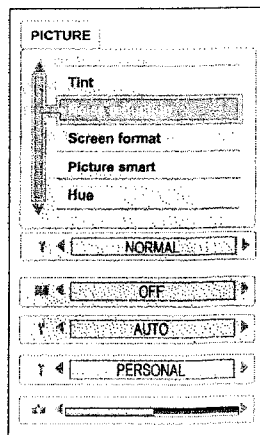 PICTURE
Tint
Screen format
Picture smart
Hue
NORMAL
OFF
AUTO
PERSONAL